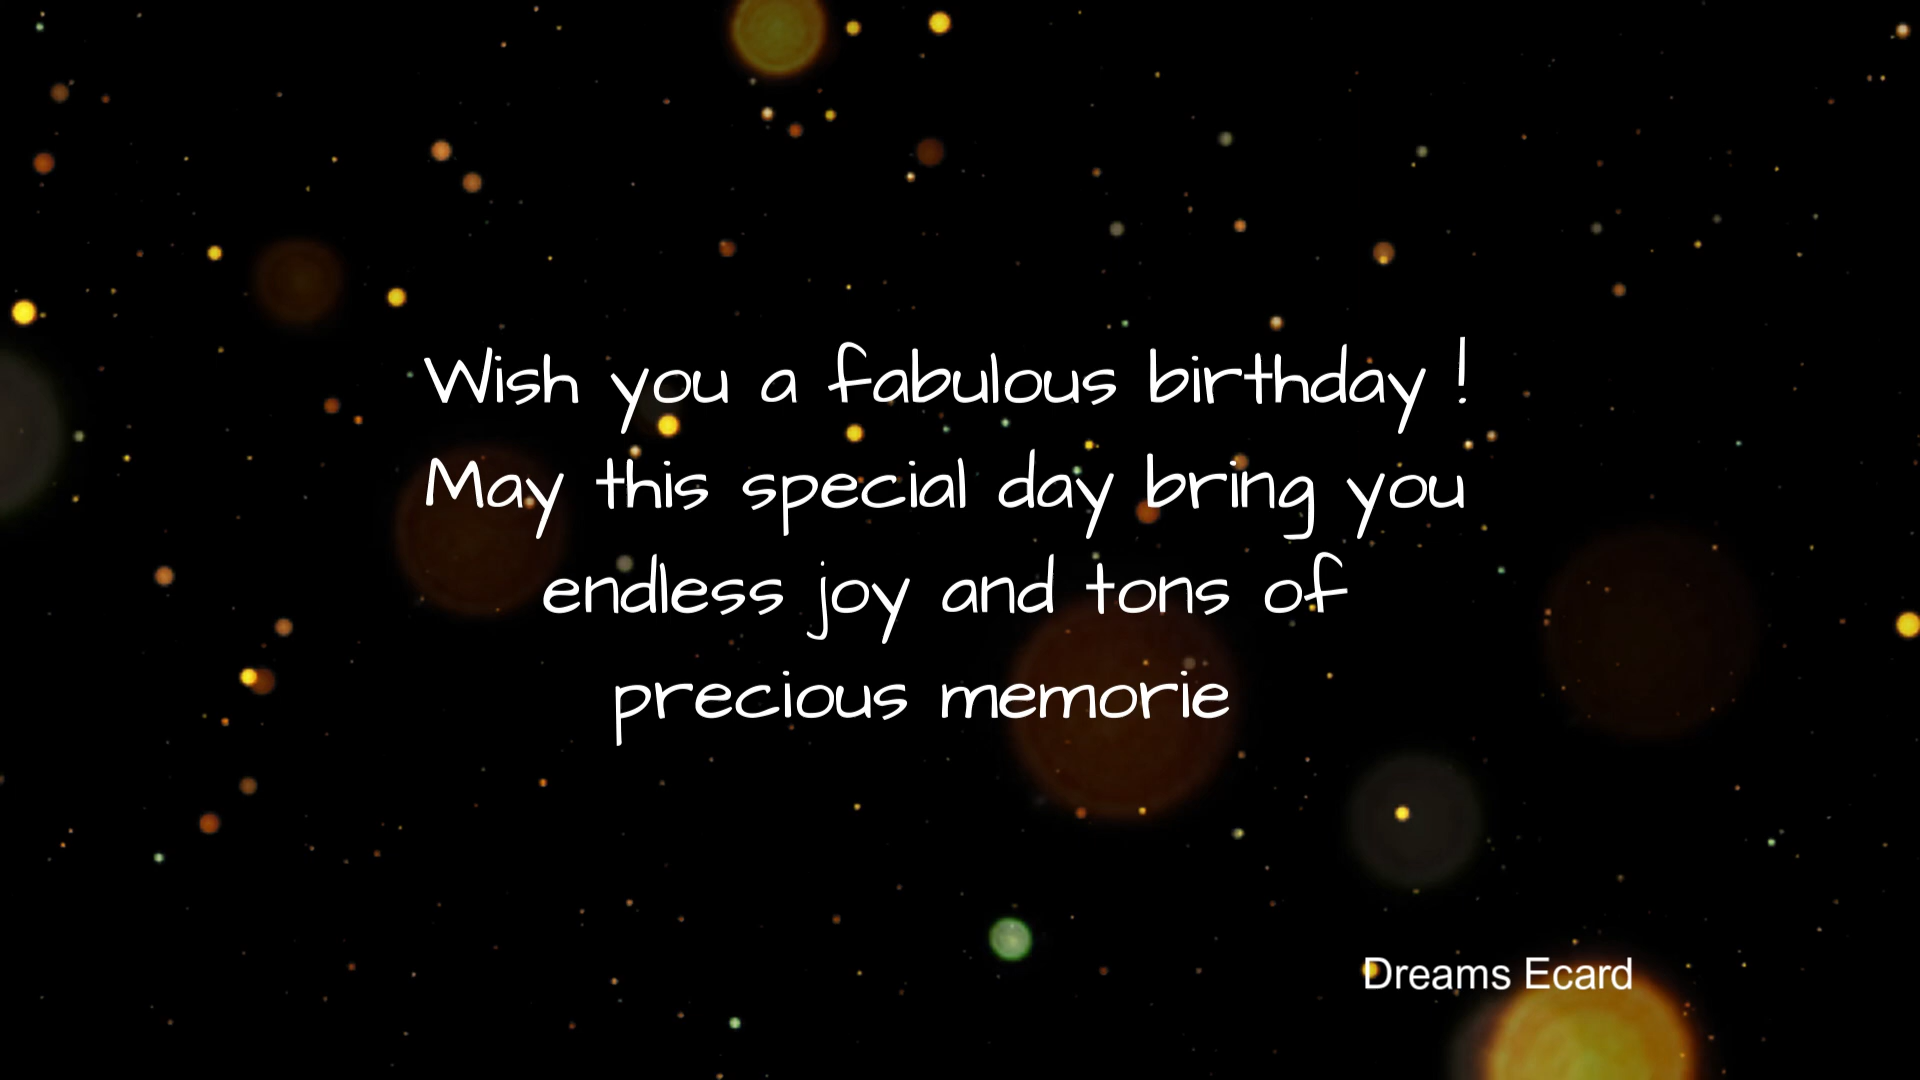 Wish you a fabulous birthday !
May this special day bring you
endless joy and tons of
precious memorie
Dreams Ecard